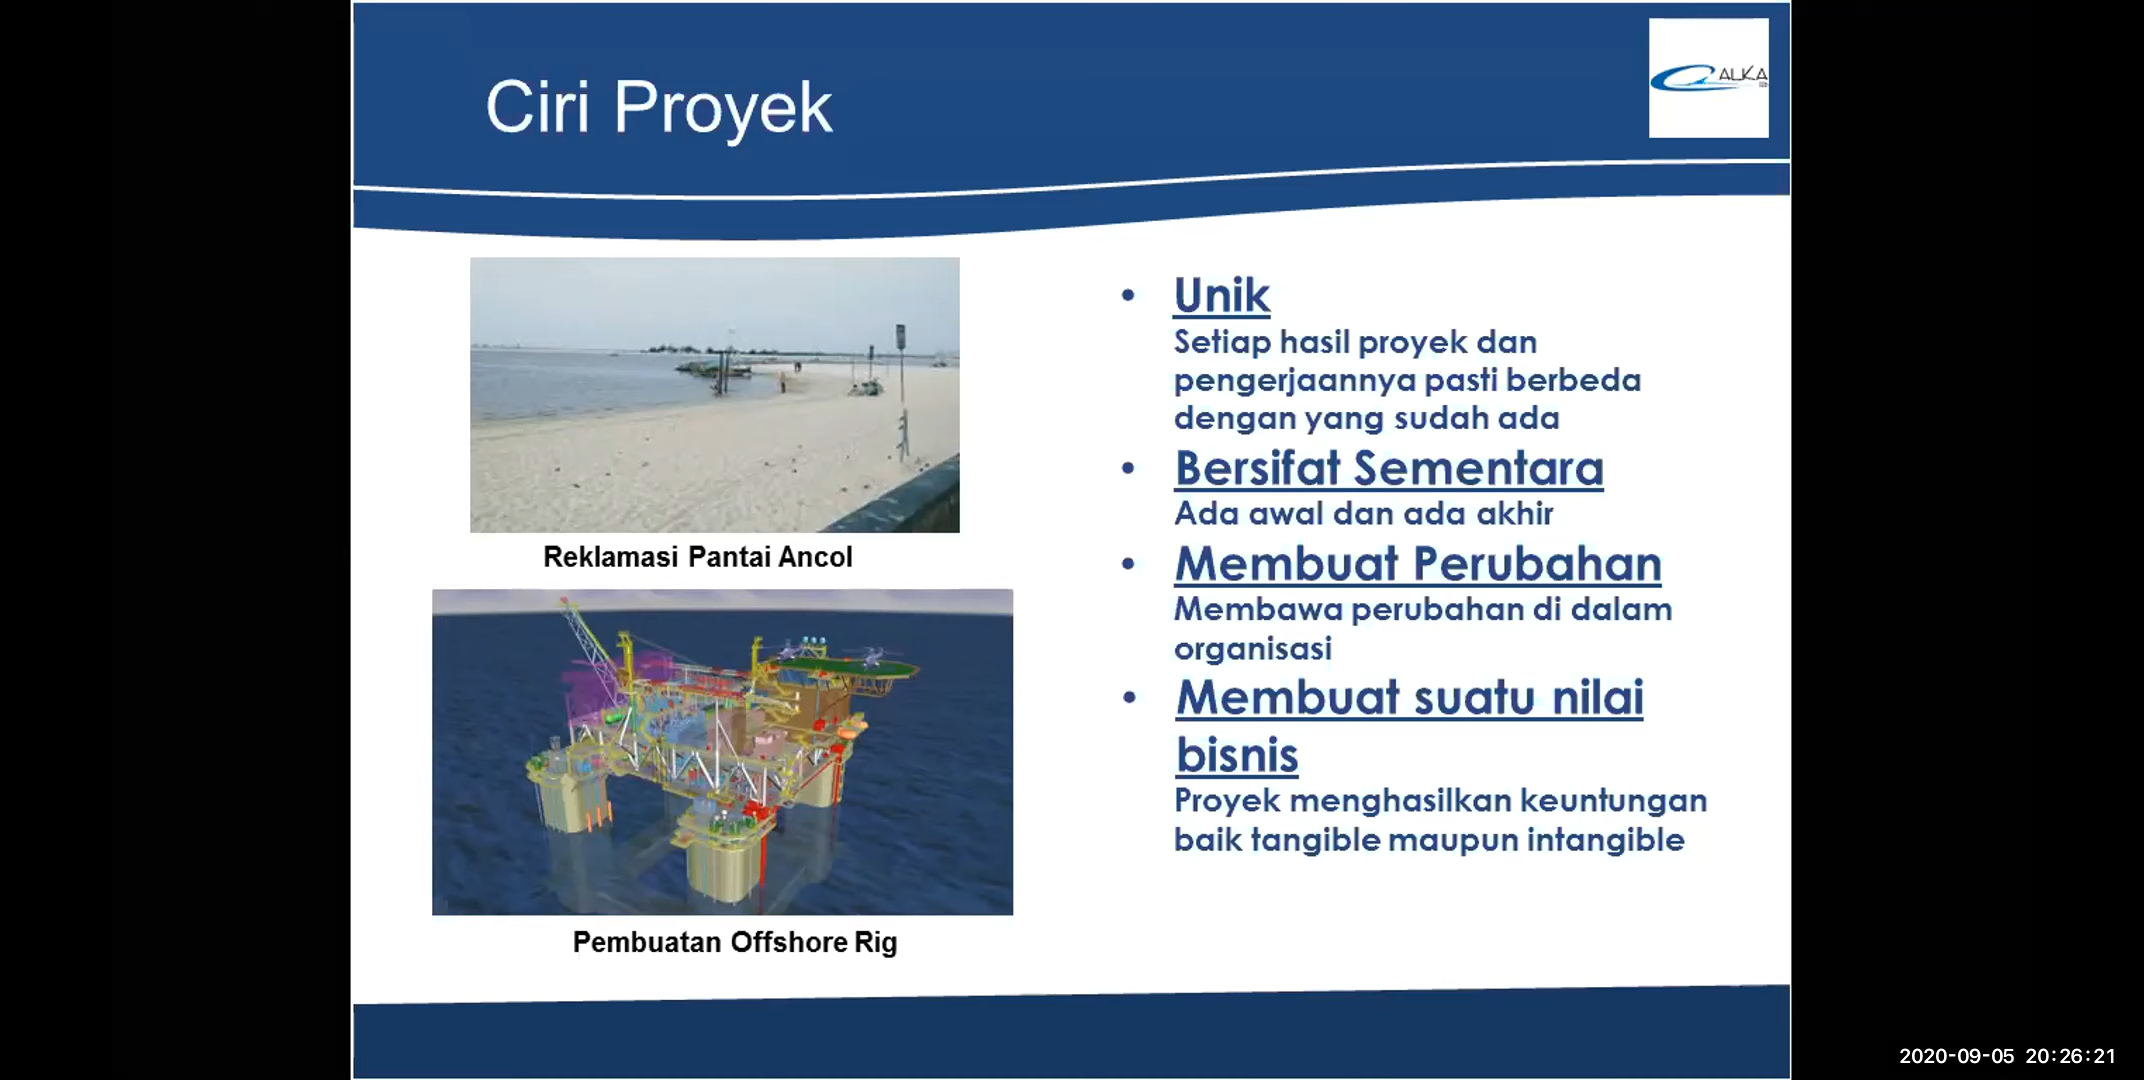 Ciri Proyek
ALKA
Reklamasi Pantai Ancol
Pembuatan Offshore Rig
• Unik
Setiap hasil proyek dan
pengerjaannya pasti berbeda
dengan yang sudah ada
• Bersifat Sementara
Ada awal dan ada akhir
• Membuat Perubahan
Membawa perubahan di dalam
organisasi
• Membuat suatu nilai
bisnis
Proyek menghasilkan keuntungan
baik tangible maupun intangible
2020-09-05 20:26:21